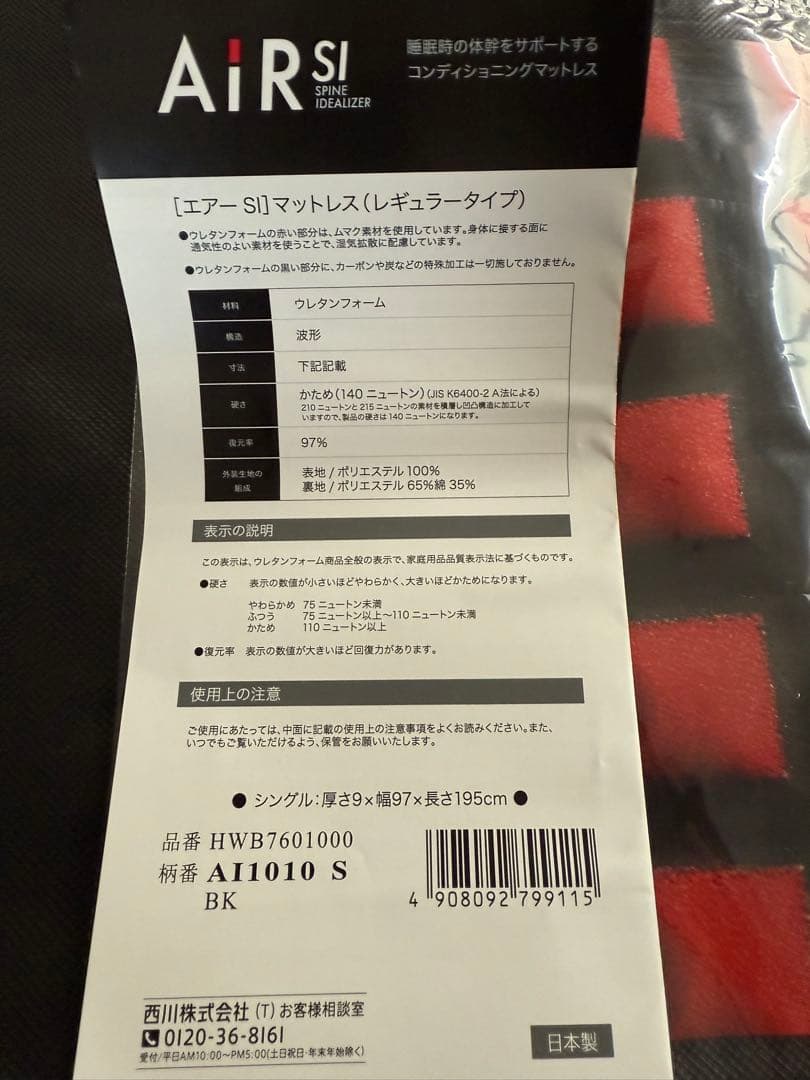 AiR SI
SPINE
IDEALIZER
睡眠時の体幹をサポートする
コンディショニングマットレス
[エアー SI]マットレス(レギュラータイプ)
●ウレタンフォームの赤い部分は、ムマク素材を使用しています。身体に接する面に
通気性のよい素材を使うことで、湿気拡散に配慮しています。
●ウレタンフォームの黒い部分に、カーボンや炭などの特殊加工は一切施しておりません。
材料 ウレタンフォーム
構造 波形
寸法 下記記載
硬さ かため(140 ニュートン)(JIS K6400-2 A法による)
210 ニュートンと 215 ニュートンの素材を積層し凹凸構造に加工して
いますので、製品の硬さは 140 ニュートンになります。
復元率 97%
外装生地の
組成
表地 / ポリエステル 100%
裏地 / ポリエステル 65%綿 35%
表示の説明
この表示は、ウレタンフォーム商品全般の表示で、家庭用品品質表示法に基づくものです。
●硬さ 表示の数値が小さいほどやわらかく、大きいほどかためになります。
やわらかめ 75 ニュートン未満
ふつう 75 ニュートン以上〜110 ニュートン未満
かため 110 ニュートン以上
●復元率 表示の数値が大きいほど回復力があります。
使用上の注意
ご使用にあたっては、中面に記載の使用上の注意事項をよくお読みください。また、
いつでもご覧いただけるよう、保管をお願いいたします。
● シングル:厚さ9×幅97×長さ195cm ●
品番 HWB7601000
柄番 AI1010 S
BK
4 908092 799115
西川株式会社 (T) お客様相談室
0120-36-8161
受付/平日AM10:00〜PM5:00(土日祝日・年末年始除く)
日本製